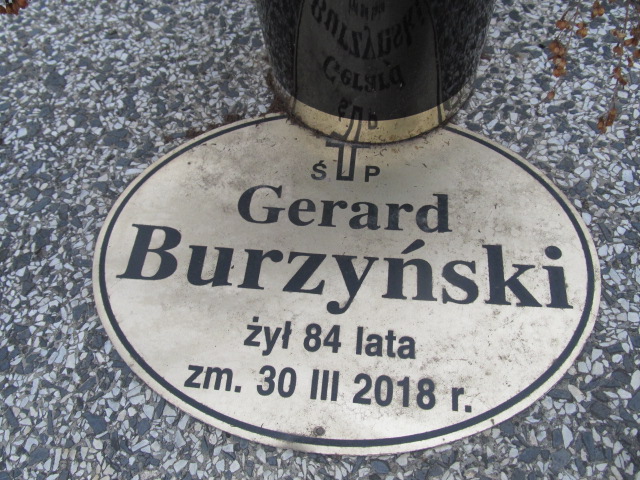 Ś P
Gerard
Burzyński
żył 84 lata
zm. 30 III 2018 r.